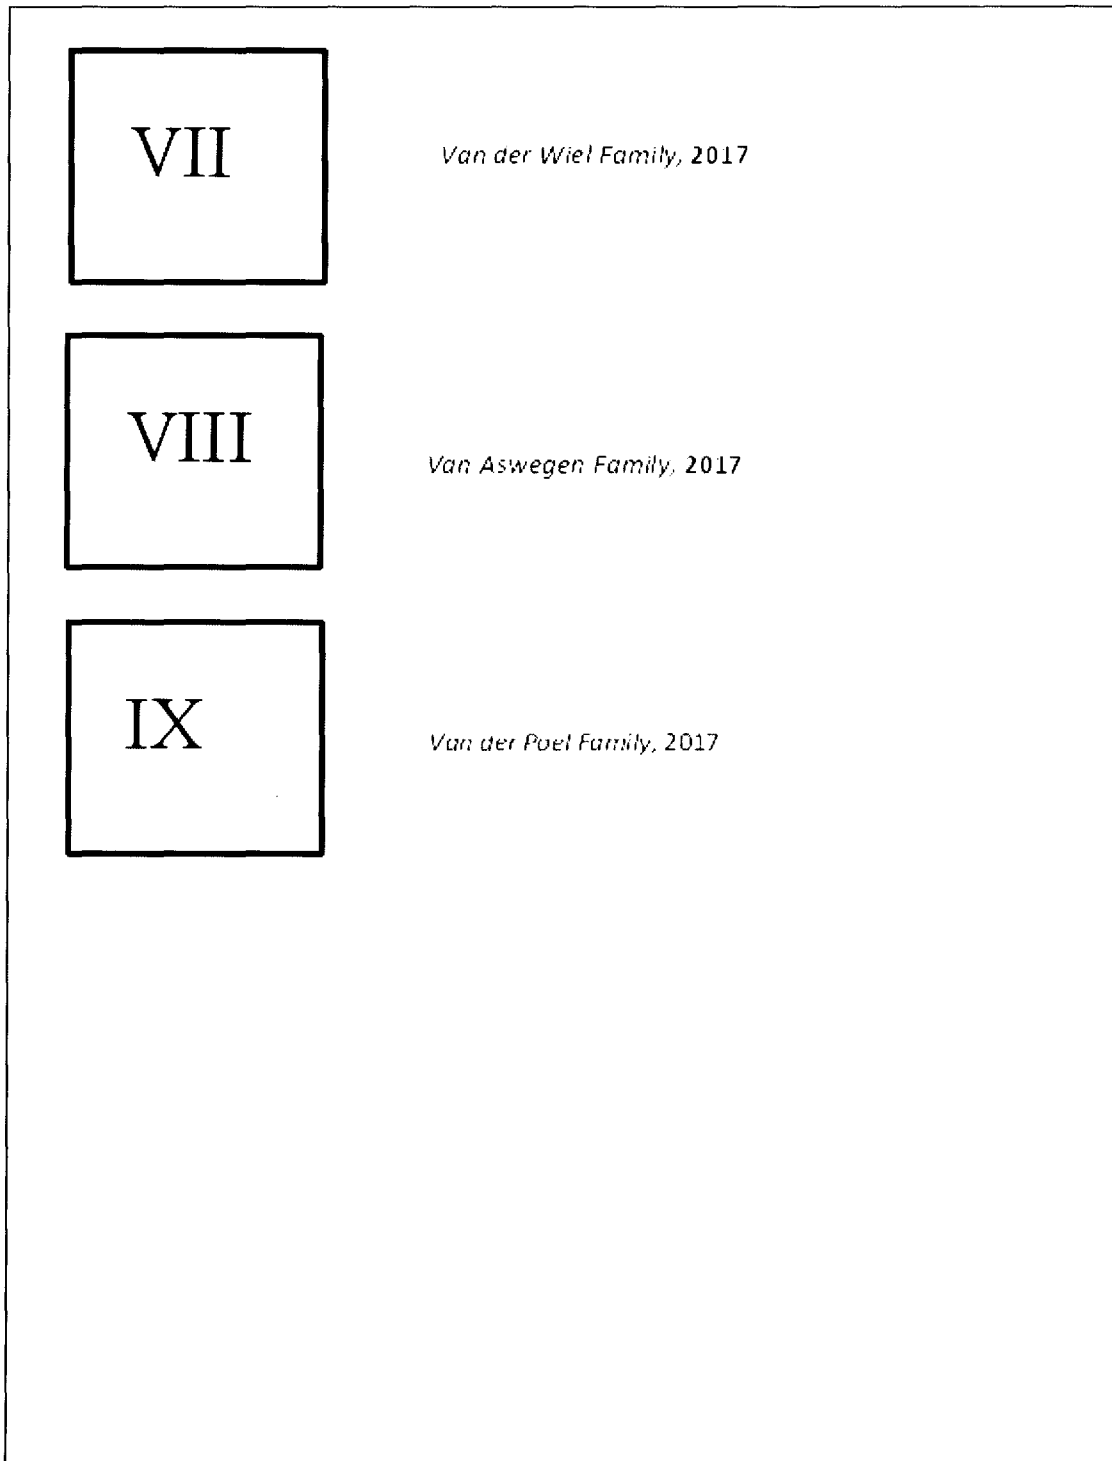 VII
Van der Wiel Family, 2017
VIII
Van Aswegen Family, 2017
IX
Van der Poel Family, 2017